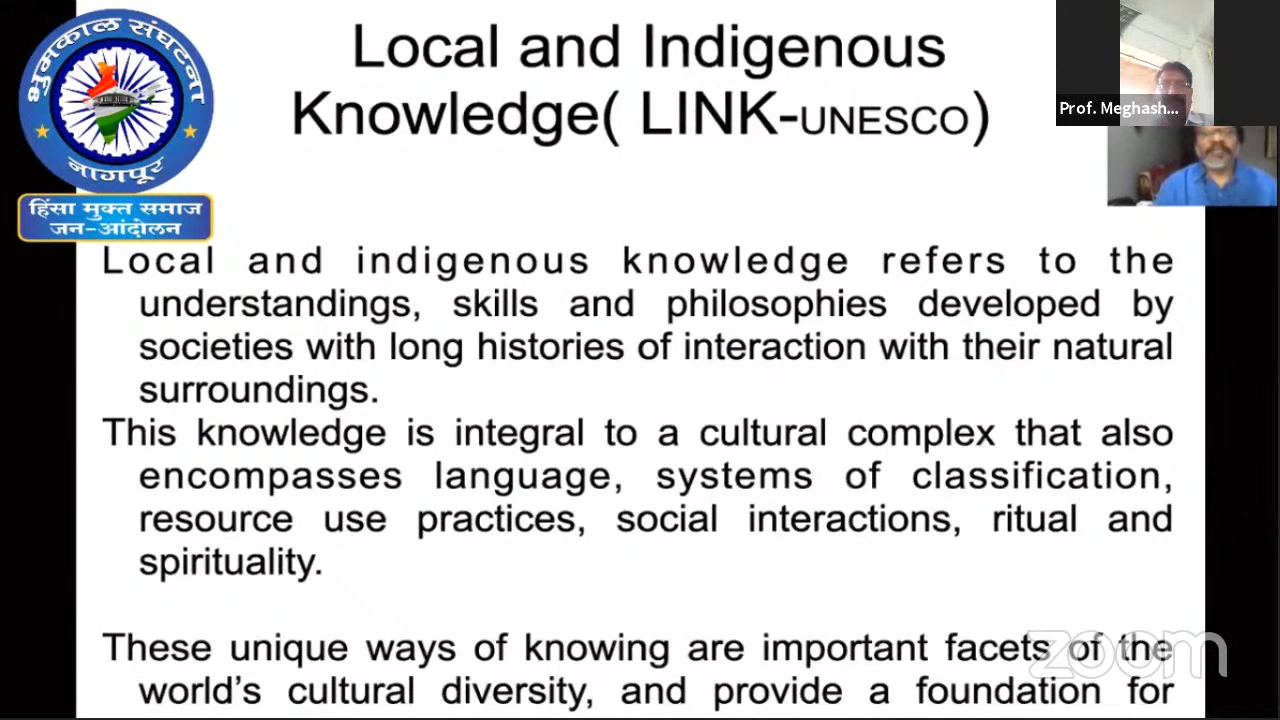 भुमकाल संघटना
नागपूर
हिंसा मुक्त समाज
जन-आंदोलन
Local and Indigenous
Knowledge( LINK-UNESCO)
Prof. Meghash...
Local and indigenous knowledge refers to the
understandings, skills and philosophies developed by
societies with long histories of interaction with their natural
surroundings.
This knowledge is integral to a cultural complex that also
encompasses language, systems of classification,
resource use practices, social interactions, ritual and
spirituality.
These unique ways of knowing are important facets of the
world's cultural diversity, and provide a foundation for
zoom